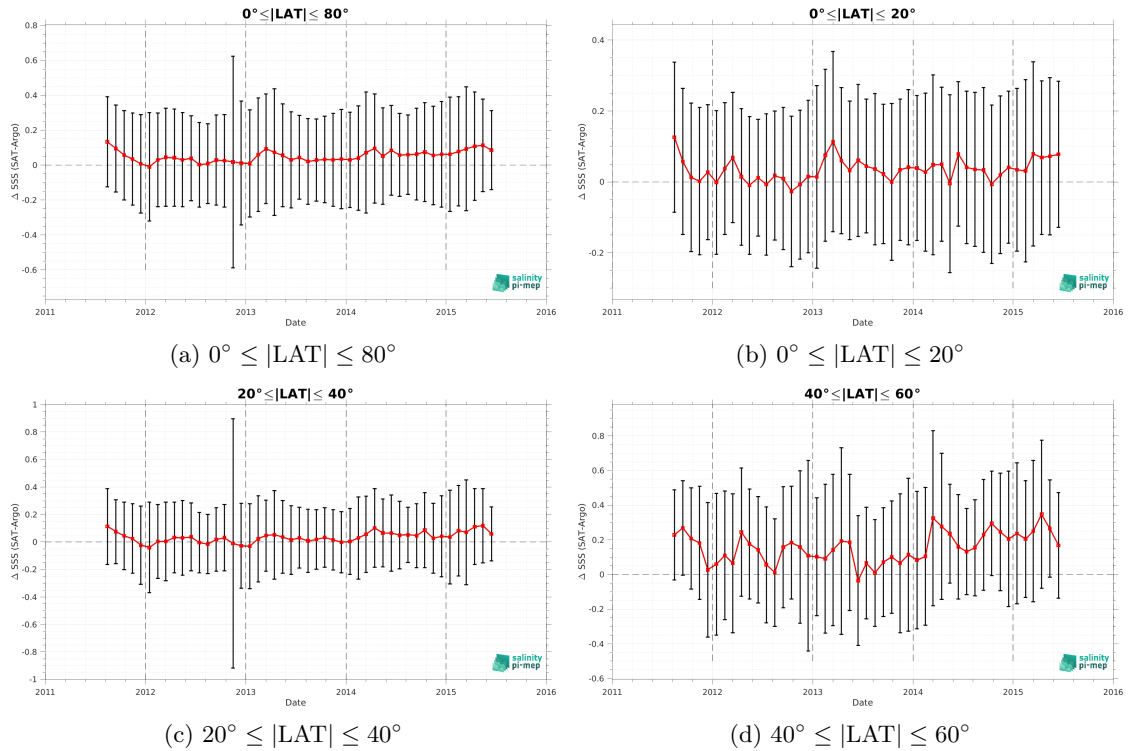 0°≤|LAT|≤ 80°
0.8
0.6
0.4
0.2
0
-0.2
-0.4
-0.6
Δ SSS (SAT-Argo)
2011
2012
2013
2014
2015
2016
Date
salinity
pi-mep
(a) 0° ≤ |LAT| ≤ 80°
0°≤|LAT|≤ 20°
0.4
0.2
0
-0.2
Δ SSS (SAT-Argo)
2011
2012
2013
2014
2015
2016
Date
salinity
pi-mep
(b) 0° ≤ |LAT| ≤ 20°
20°≤|LAT|≤ 40°
1
0.8
0.6
0.4
0.2
0
-0.2
-0.4
-0.6
-0.8
-1
Δ SSS (SAT-Argo)
2011
2012
2013
2014
2015
2016
Date
salinity
pi-mep
(c) 20° ≤ |LAT| ≤ 40°
40°≤|LAT|≤ 60°
0.8
0.6
0.4
0.2
0
-0.2
-0.4
-0.6
Δ SSS (SAT-Argo)
2011
2012
2013
2014
2015
2016
Date
salinity
pi-mep
(d) 40° ≤ |LAT| ≤ 60°